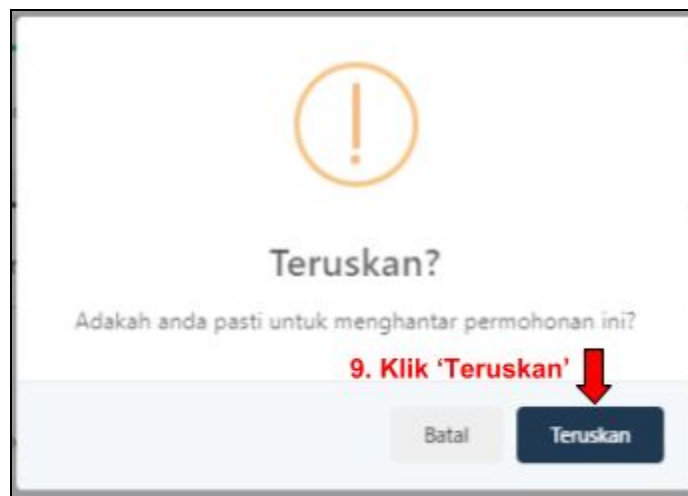 Teruskan?
Adakah anda pasti untuk menghantar permohonan ini?
9. Klik ‘Teruskan’
Batal
Teruskan